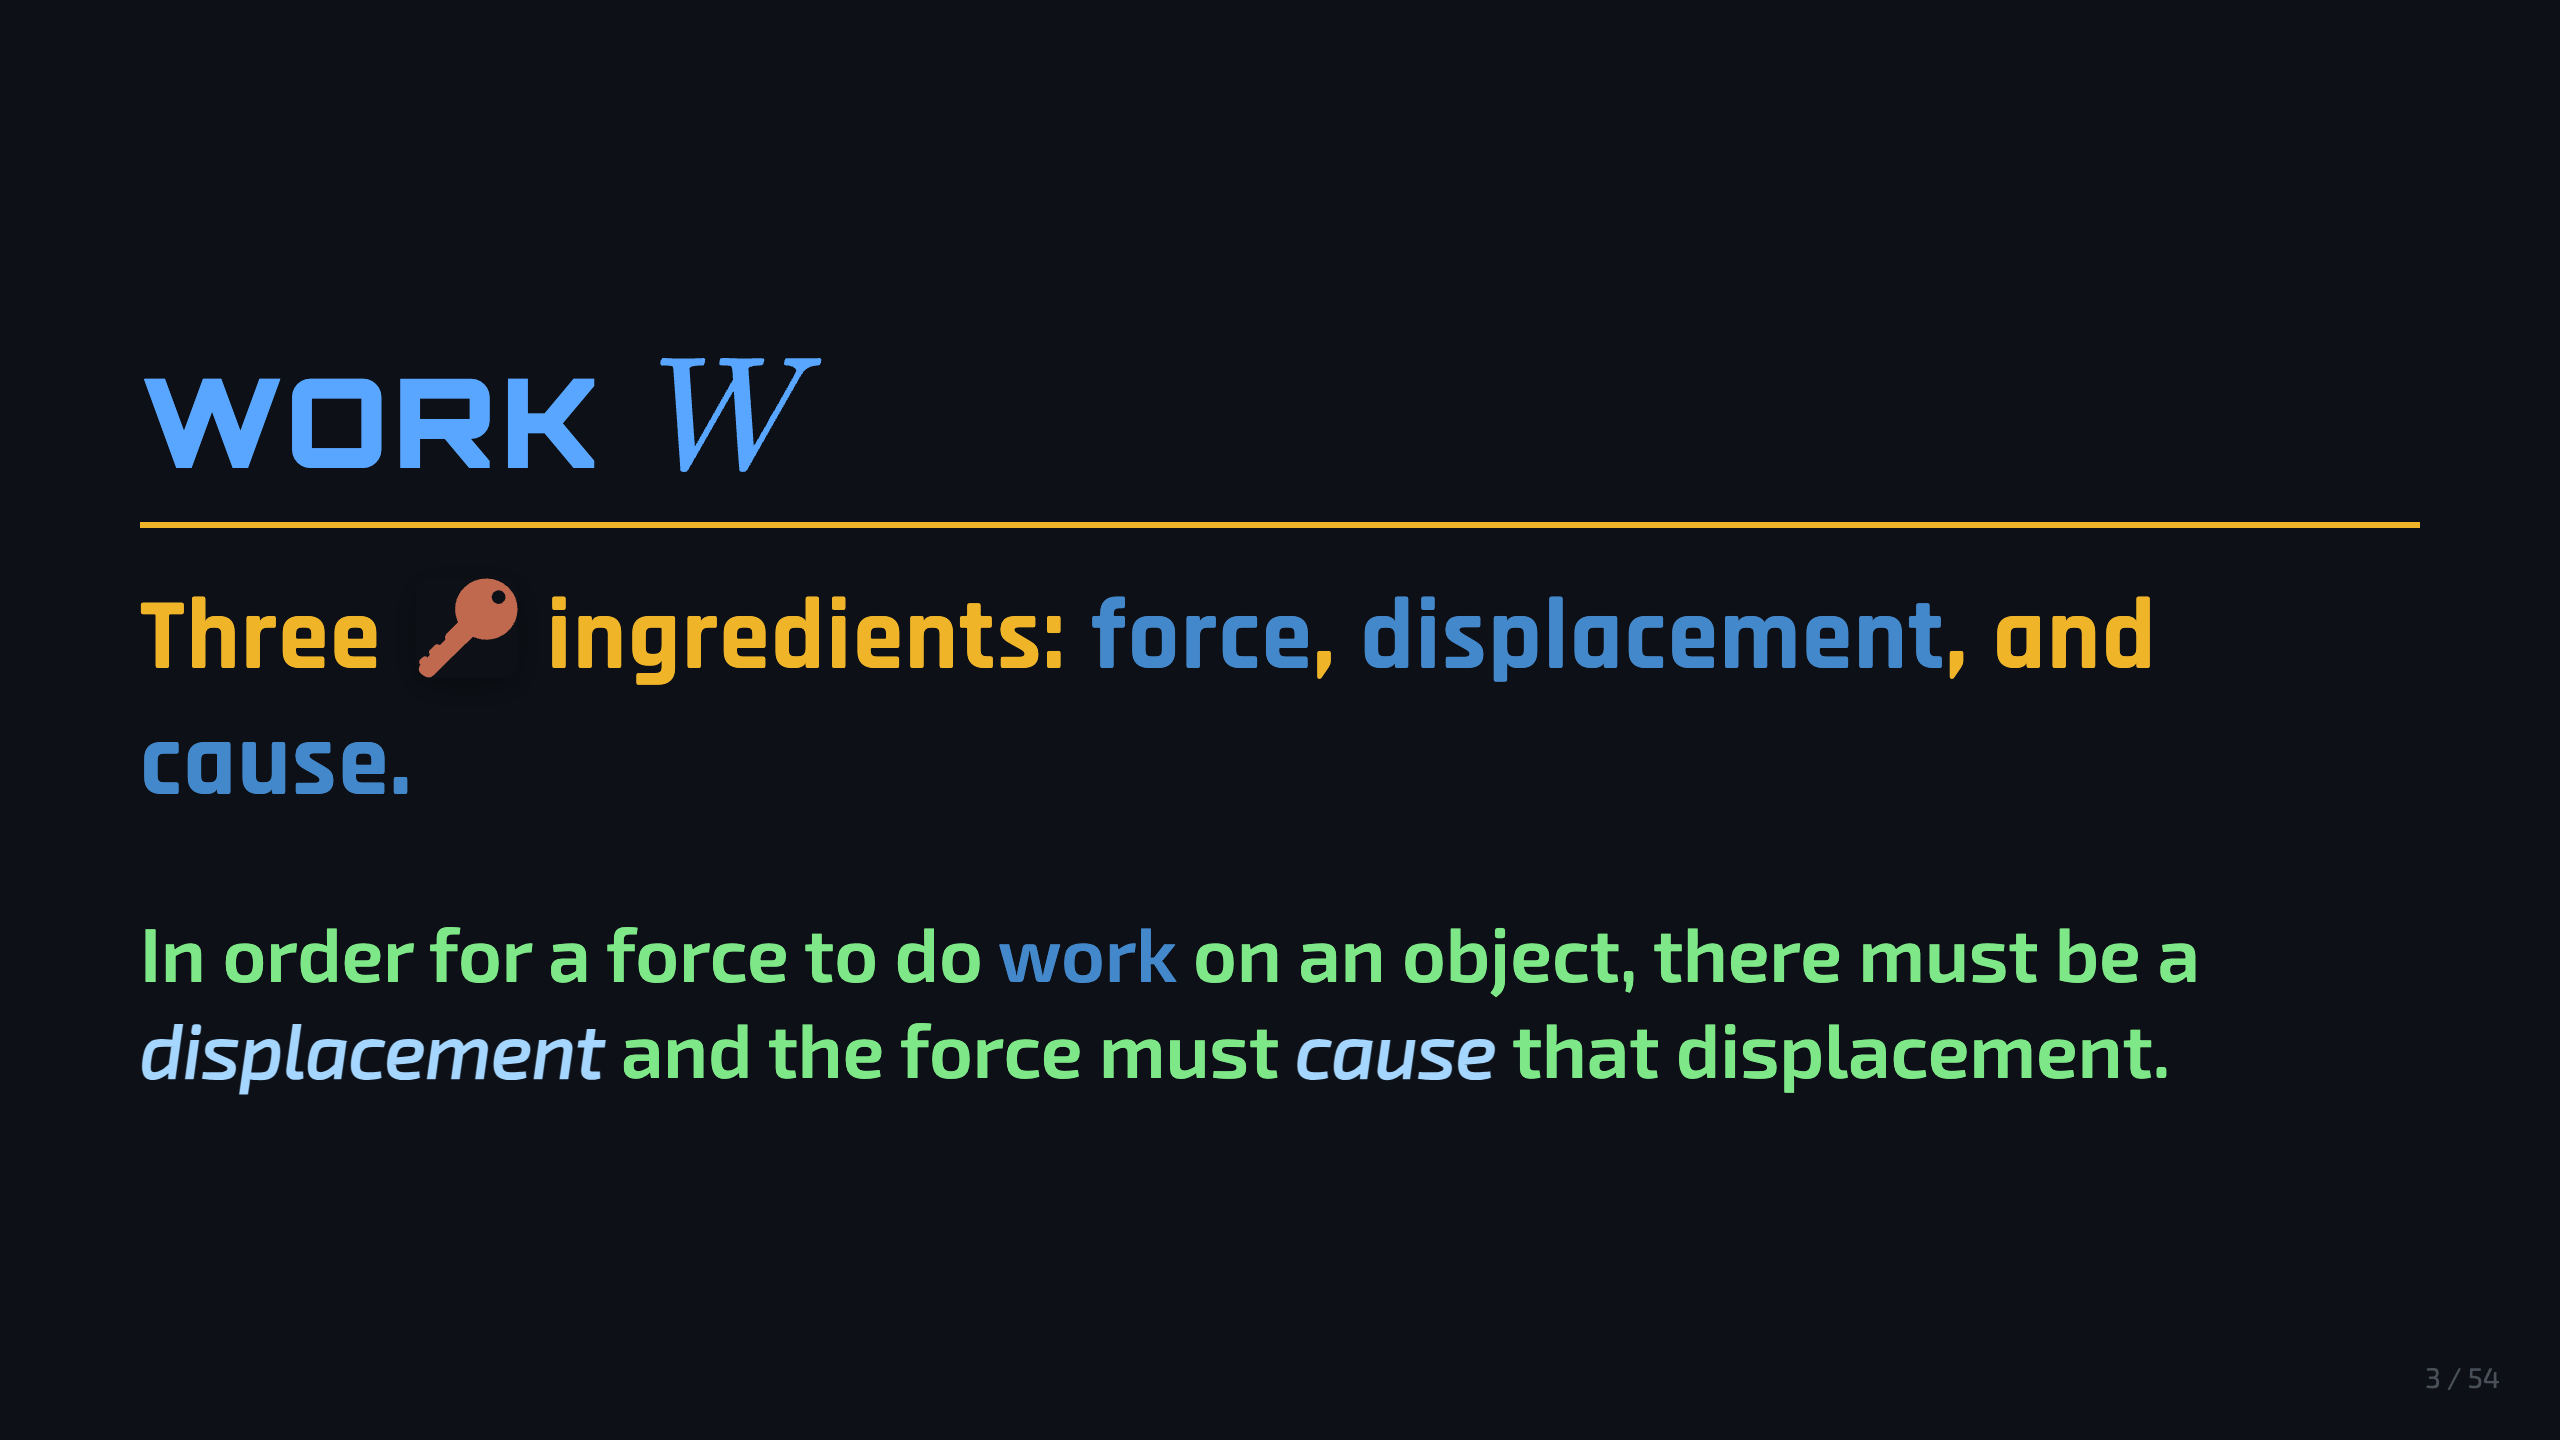 WORK W
Three 🔑 ingredients: force, displacement, and
cause.
In order for a force to do work on an object, there must be a
displacement and the force must cause that displacement.
3 / 54